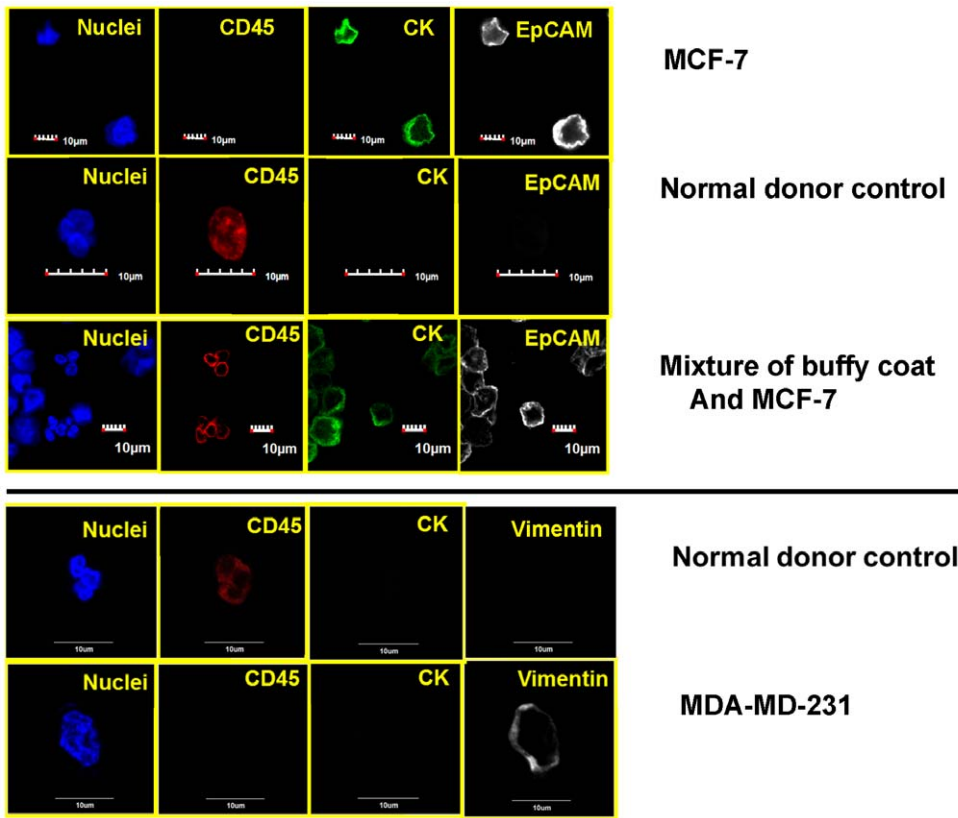 Nuclei CD45 CK EpCAM
MCF-7
10µm 10µm 10µm 10µm
Nuclei CD45 CK EpCAM
Normal donor control
10µm 10µm 10µm 10µm
Nuclei CD45 CK EpCAM
Mixture of buffy coat
And MCF-7
10µm 10µm 10µm 10µm
Nuclei CD45 CK Vimentin
Normal donor control
10um 10um 10um 10um
Nuclei CD45 CK Vimentin
MDA-MD-231
10um 10um 10um 10um